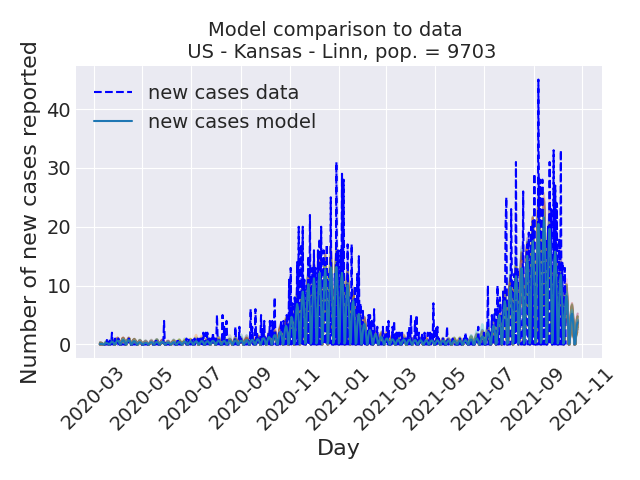 Model comparison to data
US - Kansas - Linn, pop. = 9703
Number of new cases reported
new cases data
new cases model
40
30
20
10
0
2020-03
2020-05
2020-07
2020-09
2020-11
2021-01
2021-03
2021-05
2021-07
2021-09
2021-11
Day